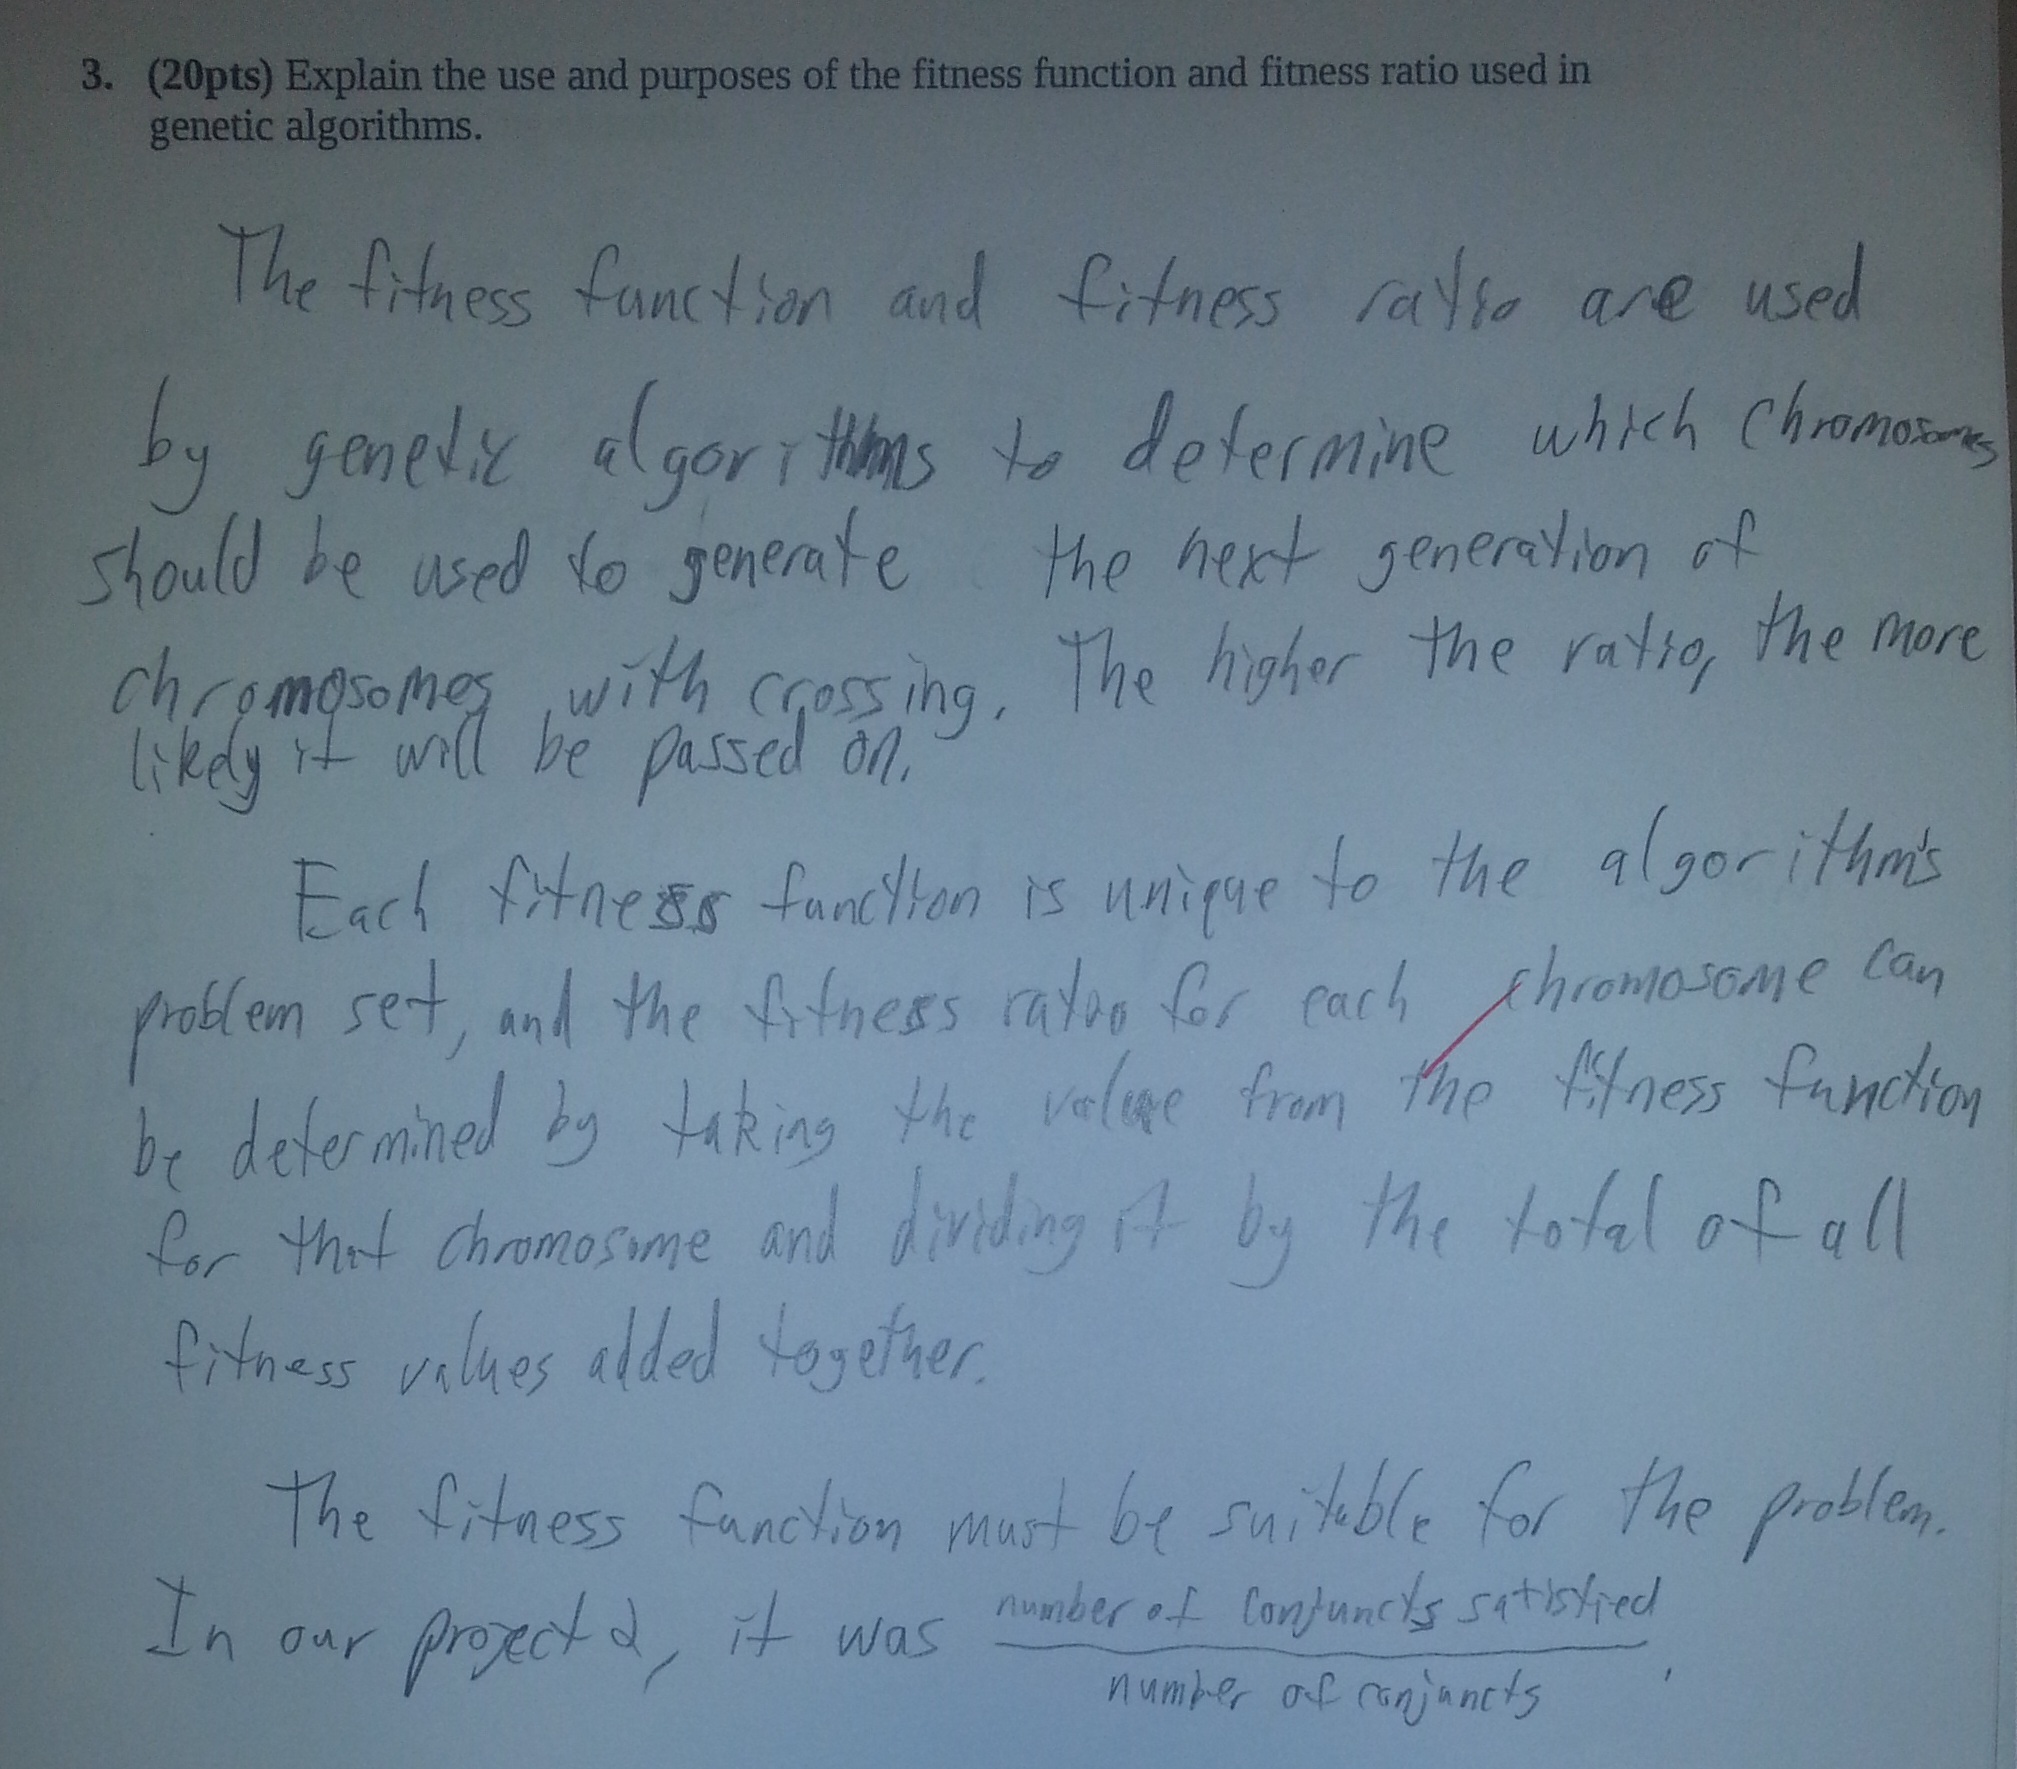 3. (20pts) Explain the use and purposes of the fitness function and fitness ratio used in
genetic algorithms.
The fitness function and fitness ratio are used
by genetic algorithms to determine which chromosomes
should be used to generate the next generation of
chromosomes with crossing. The higher the ratio, the more
likely it will be passed on.
Each fitness function is unique to the algorithm's
problem set, and the fitness ratio for each chromosome can
be determined by taking the value from the fitness function
for that chromosome and dividing it by the total of all
fitness values added together.
The fitness function must be suitable for the problem.
In our project 2, it was number of conjuncts satisfied
number of conjuncts.